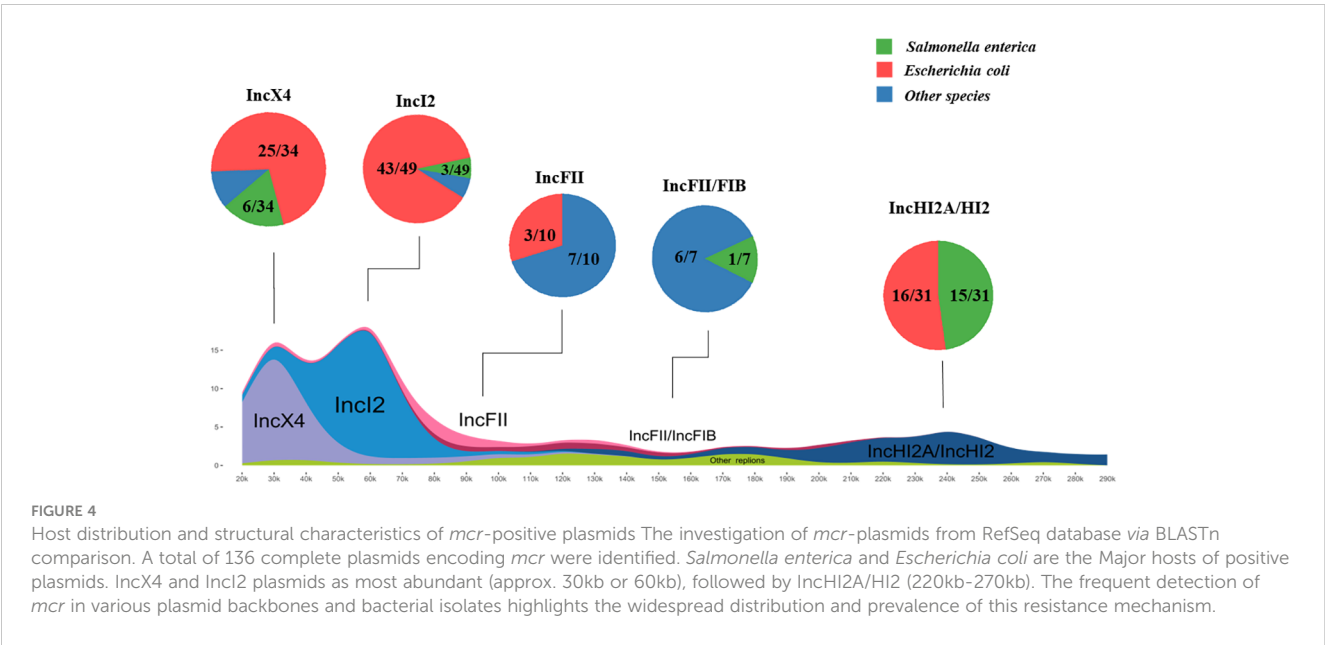 Salmonella enterica
Escherichia coli
Other species
IncX4
25/34
6/34
IncI2
43/49
3/49
IncFII
3/10
7/10
IncFII/FIB
6/7
1/7
IncHI2A/HI2
16/31
15/31
15
10
5
0
IncX4
IncI2
IncFII
IncFII/IncFIB
Other replions
IncHI2A/IncHI2
20k 30k 40k 50k 60k 70k 80k 90k 100k 110k 120k 130k 140k 150k 160k 170k 180k 190k 200k 210k 220k 230k 240k 250k 260k 270k 280k 290k
FIGURE 4
Host distribution and structural characteristics of mcr-positive plasmids The investigation of mcr-plasmids from RefSeq database via BLASTn
comparison. A total of 136 complete plasmids encoding mcr were identified. Salmonella enterica and Escherichia coli are the Major hosts of positive
plasmids. IncX4 and IncI2 plasmids as most abundant (approx. 30kb or 60kb), followed by IncHI2A/HI2 (220kb-270kb). The frequent detection of
mcr in various plasmid backbones and bacterial isolates highlights the widespread distribution and prevalence of this resistance mechanism.